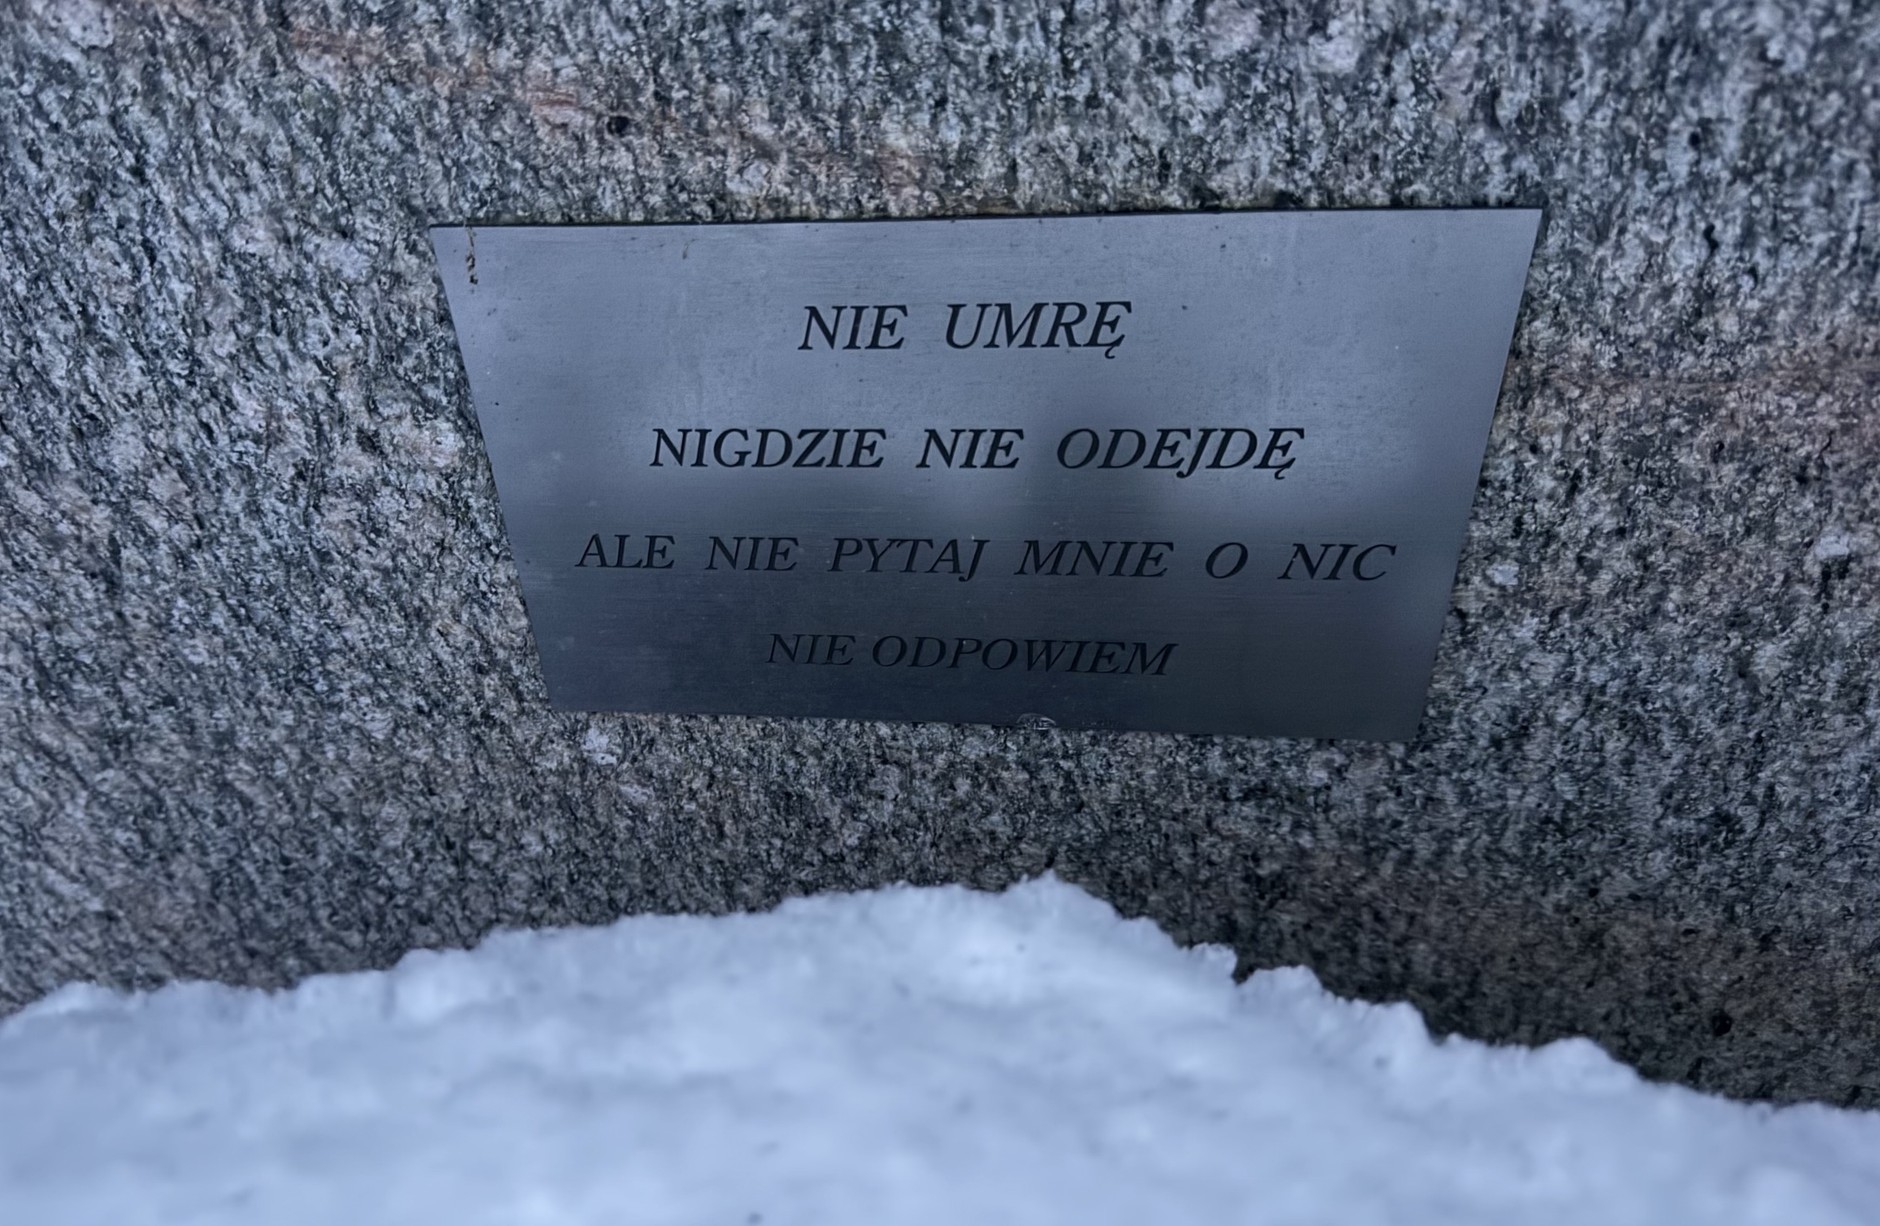 NIE UMRĘ
NIGDZIE NIE ODEJDĘ
ALE NIE PYTAJ MNIE O NIC
NIE ODPOWIEM